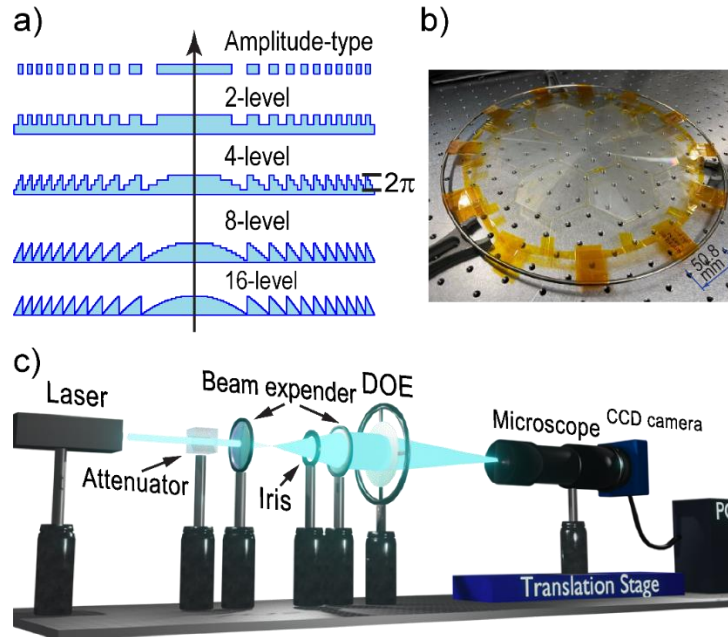 a)
Amplitude-type
2-level
4-level
2π
8-level
16-level
b)
50.8
mm
c)
Laser
Beam expender
DOE
Microscope
CCD camera
Attenuator
Iris
PC
Translation Stage